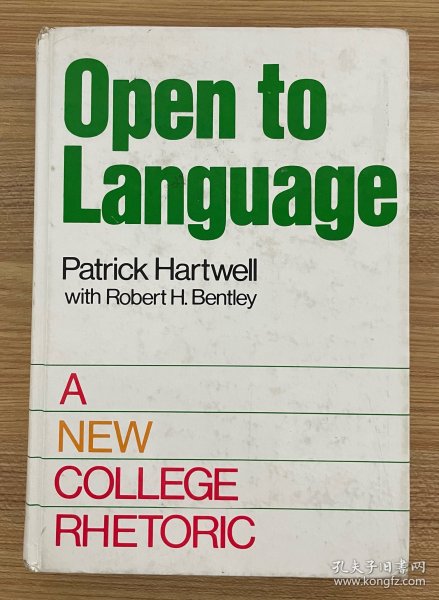 Open to
Language
Patrick Hartwell
with Robert H. Bentley
A
NEW
COLLEGE
RHETORIC
孔夫子旧书网
www.kongfz.com